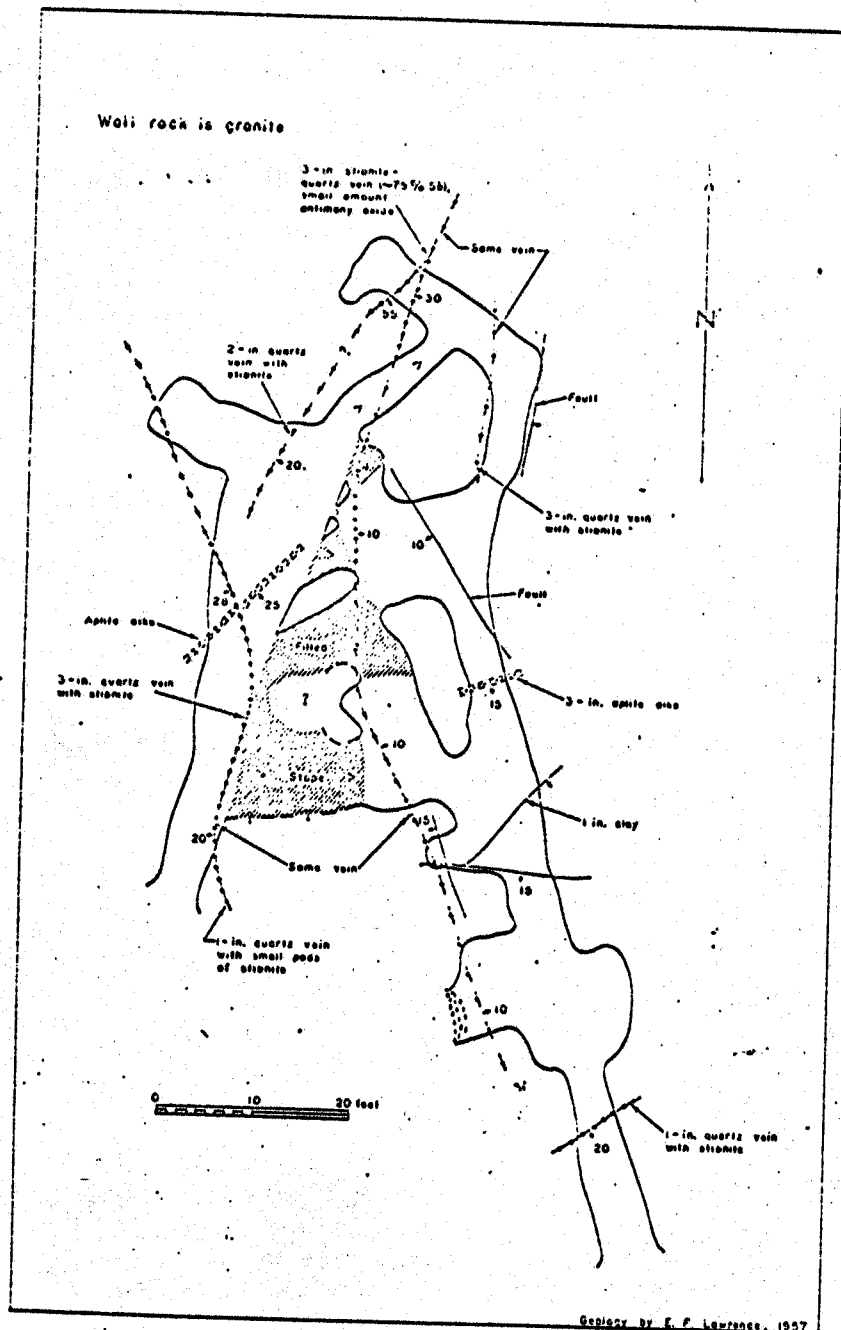 Wall rock is granite
3-in. stibnite-
quartz vein (~75% Sb),
small amount
antimony oxide
Same vein
30
55
2-in. quartz
vein with
stibnite
Fault
20
?
?
N
3-in. quartz vein
with stibnite
10
10
20
25
Fault
Aplite dike
Filled
3-in. quartz vein
with stibnite
15
3-in. aplite dike
?
10
Stope
1 in. clay
20
15
Same vein
15
1-in. quartz vein
with small pods
of stibnite
10
0 10 20 feet
1-in. quartz vein
with stibnite
20
Geology by E. F. Lawrence, 1957